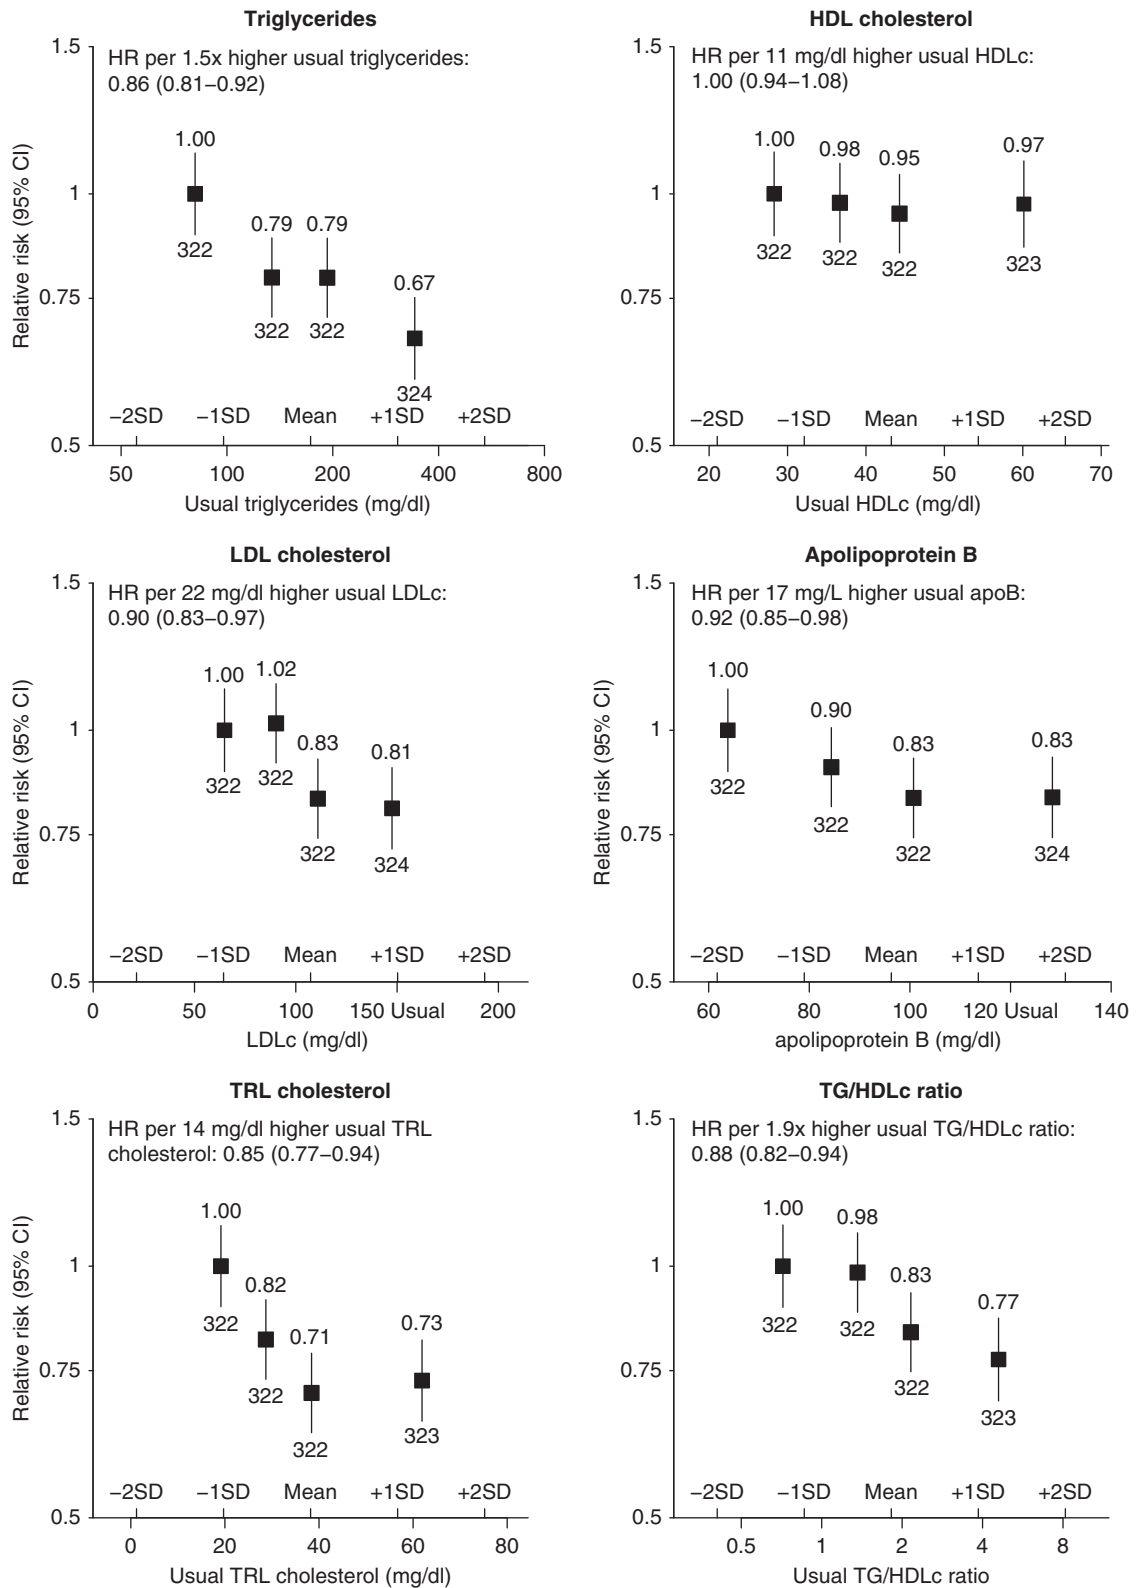 Triglycerides
1.5
HR per 1.5x higher usual triglycerides:
0.86 (0.81–0.92)
1.00
322
0.79
322
0.79
322
0.67
324
1
0.75
0.5
Relative risk (95% CI)
−2SD −1SD Mean +1SD +2SD
50 100 200 400 800
Usual triglycerides (mg/dl)
HDL cholesterol
1.5
HR per 11 mg/dl higher usual HDLc:
1.00 (0.94–1.08)
1.00
322
0.98
322
0.95
322
0.97
323
1
0.75
0.5
−2SD −1SD Mean +1SD +2SD
20 30 40 50 60 70
Usual HDLc (mg/dl)
LDL cholesterol
1.5
HR per 22 mg/dl higher usual LDLc:
0.90 (0.83–0.97)
1.00
322
1.02
322
0.83
322
0.81
324
1
0.75
0.5
Relative risk (95% CI)
−2SD −1SD Mean +1SD +2SD
0 50 100 150 Usual 200
LDLc (mg/dl)
Apolipoprotein B
1.5
HR per 17 mg/L higher usual apoB:
0.92 (0.85–0.98)
1.00
322
0.90
322
0.83
322
0.83
324
1
0.75
0.5
Relative risk (95% CI)
−2SD −1SD Mean +1SD +2SD
60 80 100 120 Usual 140
apolipoprotein B (mg/dl)
TRL cholesterol
1.5
HR per 14 mg/dl higher usual TRL
cholesterol: 0.85 (0.77–0.94)
1.00
322
0.82
322
0.71
322
0.73
323
1
0.75
0.5
Relative risk (95% CI)
−2SD −1SD Mean +1SD +2SD
0 20 40 60 80
Usual TRL cholesterol (mg/dl)
TG/HDLc ratio
1.5
HR per 1.9x higher usual TG/HDLc ratio:
0.88 (0.82–0.94)
1.00
322
0.98
322
0.83
322
0.77
323
1
0.75
0.5
−2SD −1SD Mean +1SD +2SD
0.5 1 2 4 8
Usual TG/HDLc ratio